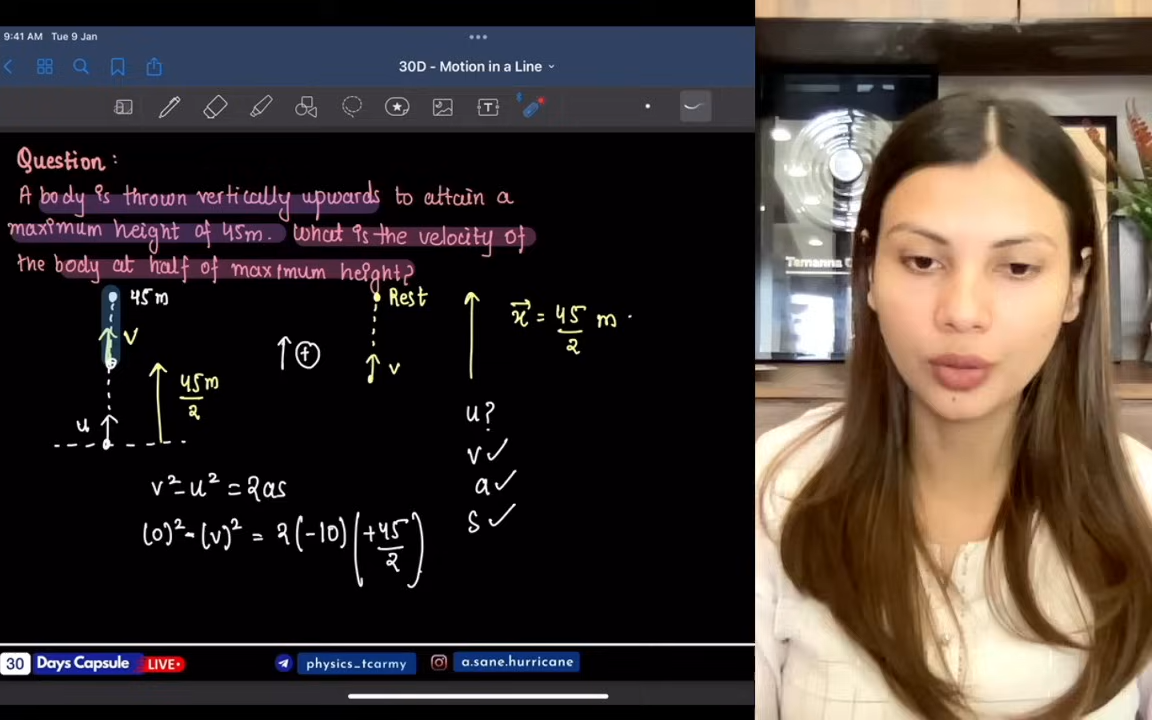 9:41 AM Tue 9 Jan
30D - Motion in a Line
T
Question:
A body is thrown vertically upwards to attain a
maximum height of 45m. What is the velocity of
the body at half of maximum height?
45 m
v
u
45m/2
↑ (+)
Rest
v
x⃗ = 45/2 m
u?
v ✓
a ✓
s ✓
v² - u² = 2as
(0)² - (v)² = 2(-10)(+45/2)
30 Days Capsule LIVE
physics_tcarmy
a.sane.hurricane